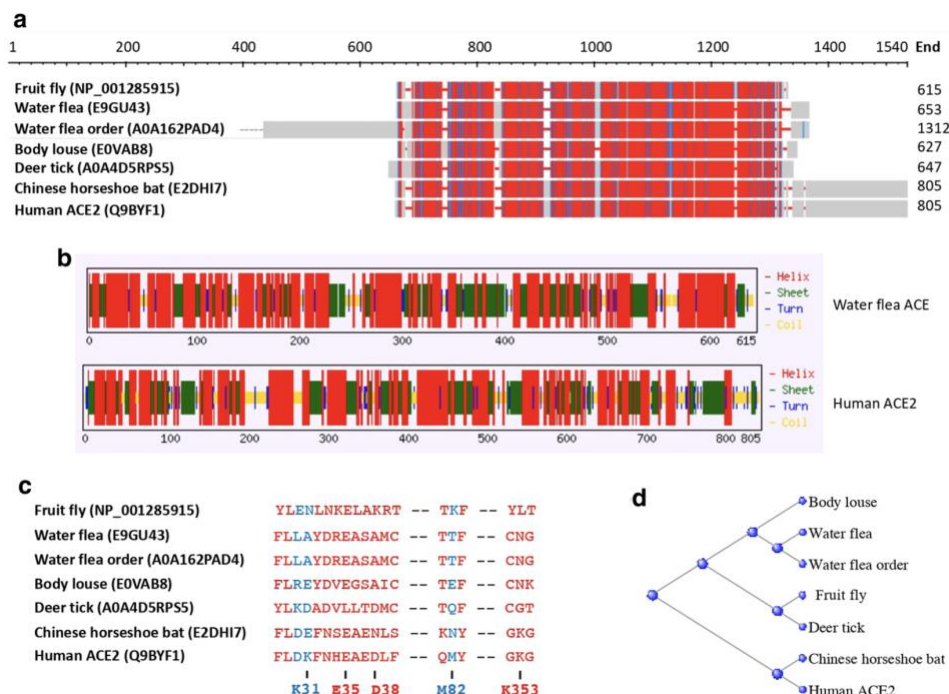 a
1 200 400 600 800 1000 1200 1400 1540 End
Fruit fly (NP_001285915) 615
Water flea (E9GU43) 653
Water flea order (A0A162PAD4) 1312
Body louse (E0VAB8) 627
Deer tick (A0A4D5RPS5) 647
Chinese horseshoe bat (E2DHI7) 805
Human ACE2 (Q9BYF1) 805
b
- Helix
- Sheet
- Turn
- Coil
Water flea ACE
0 100 200 300 400 500 600 615
- Helix
- Sheet
- Turn
- Coil
Human ACE2
0 100 200 300 400 500 600 700 800 805
c
Fruit fly (NP_001285915) YLENLNKELAKRT -- TKF -- YLT
Water flea (E9GU43) FLLAYDREASAMC -- TTF -- CNG
Water flea order (A0A162PAD4) FLLAYDREASAMC -- TTF -- CNG
Body louse (E0VAB8) FLREYDVEGSAIC -- TEF -- CNK
Deer tick (A0A4D5RPS5) YLKDADVLLTDMC -- TQF -- CGT
Chinese horseshoe bat (E2DHI7) FLDEFNSEAENLS -- KNY -- GKG
Human ACE2 (Q9BYF1) FLDKFNHEAEDLF -- QMY -- GKG
K31 E35 D38 M82 K353
d
Body louse
Water flea
Water flea order
Fruit fly
Deer tick
Chinese horseshoe bat
Human ACE2